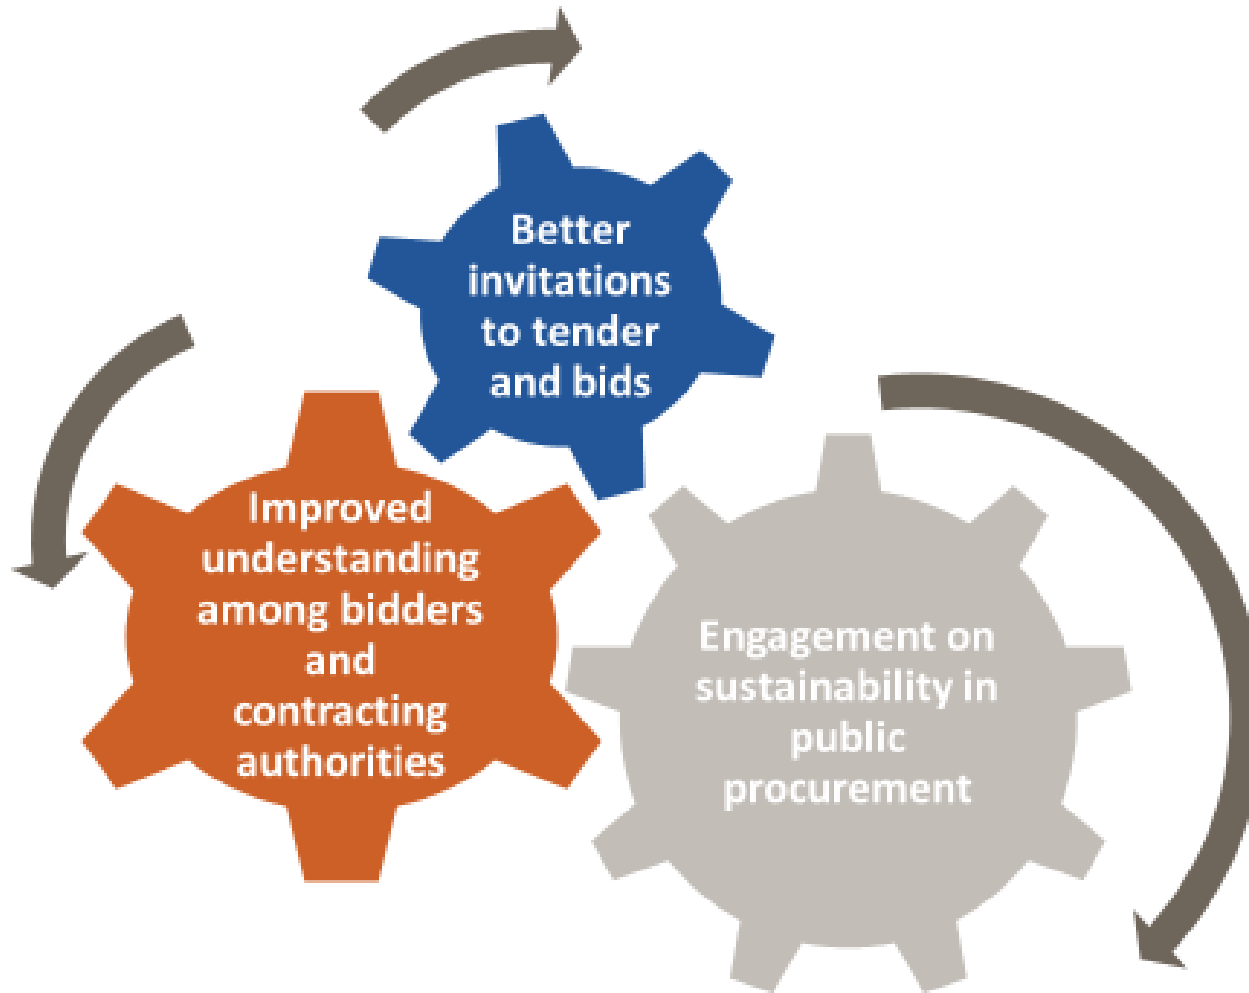 Better
invitations
to tender
and bids
Improved
understanding
among bidders
and
contracting
authorities
Engagement on
sustainability in
public
procurement